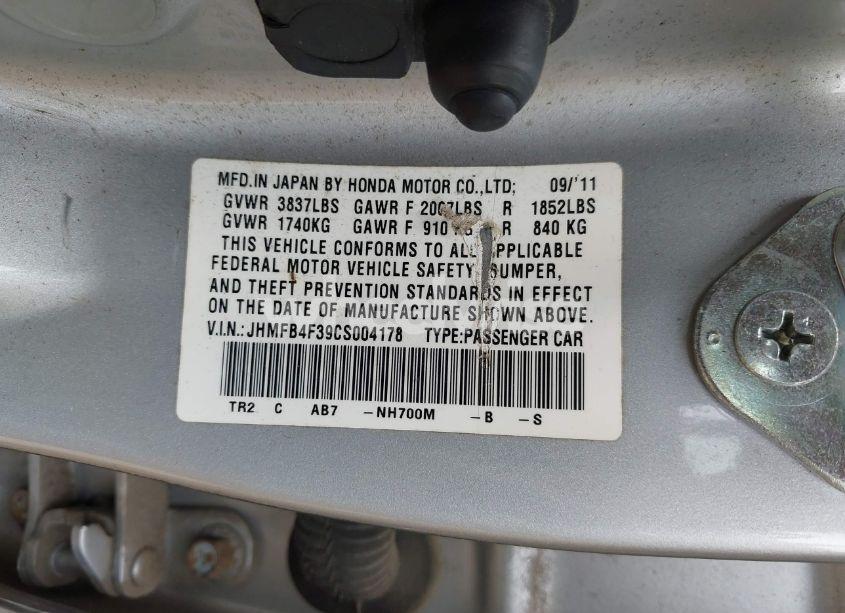 MFD.IN JAPAN BY HONDA MOTOR CO.,LTD; 09/'11
GVWR 3837LBS GAWR F 2007LBS R 1852LBS
GVWR 1740KG GAWR F 910 KG R 840 KG
THIS VEHICLE CONFORMS TO ALL APPLICABLE
FEDERAL MOTOR VEHICLE SAFETY, BUMPER,
AND THEFT PREVENTION STANDARDS IN EFFECT
ON THE DATE OF MANUFACTURE SHOWN ABOVE.
V.I.N.: JHMFB4F39CS004178 TYPE:PASSENGER CAR
TR2 C AB7 -NH700M -B -S